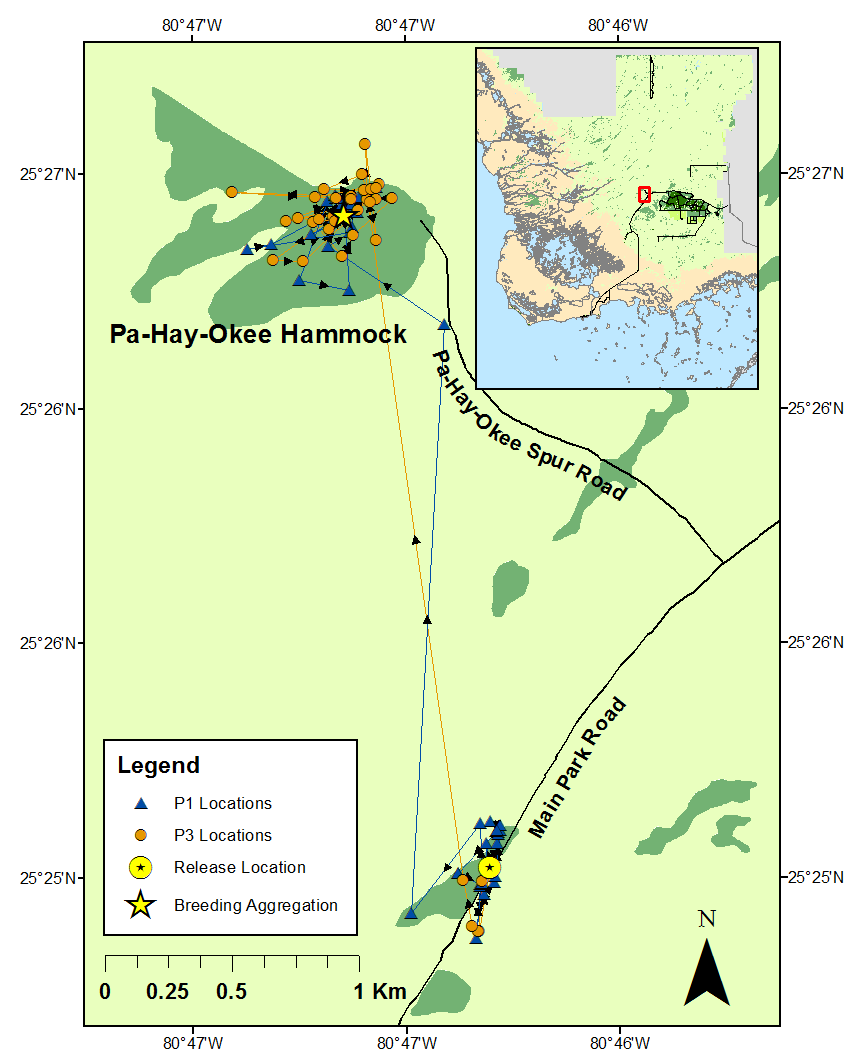 80°47'W 80°47'W 80°46'W
25°27'N 25°27'N
Pa-Hay-Okee Hammock
Pa-Hay-Okee Spur Road
25°26'N 25°26'N
25°26'N 25°26'N
Main Park Road
Legend
P1 Locations
P3 Locations
Release Location
Breeding Aggregation
25°25'N 25°25'N
N
0 0.25 0.5 1 Km
80°47'W 80°47'W 80°46'W